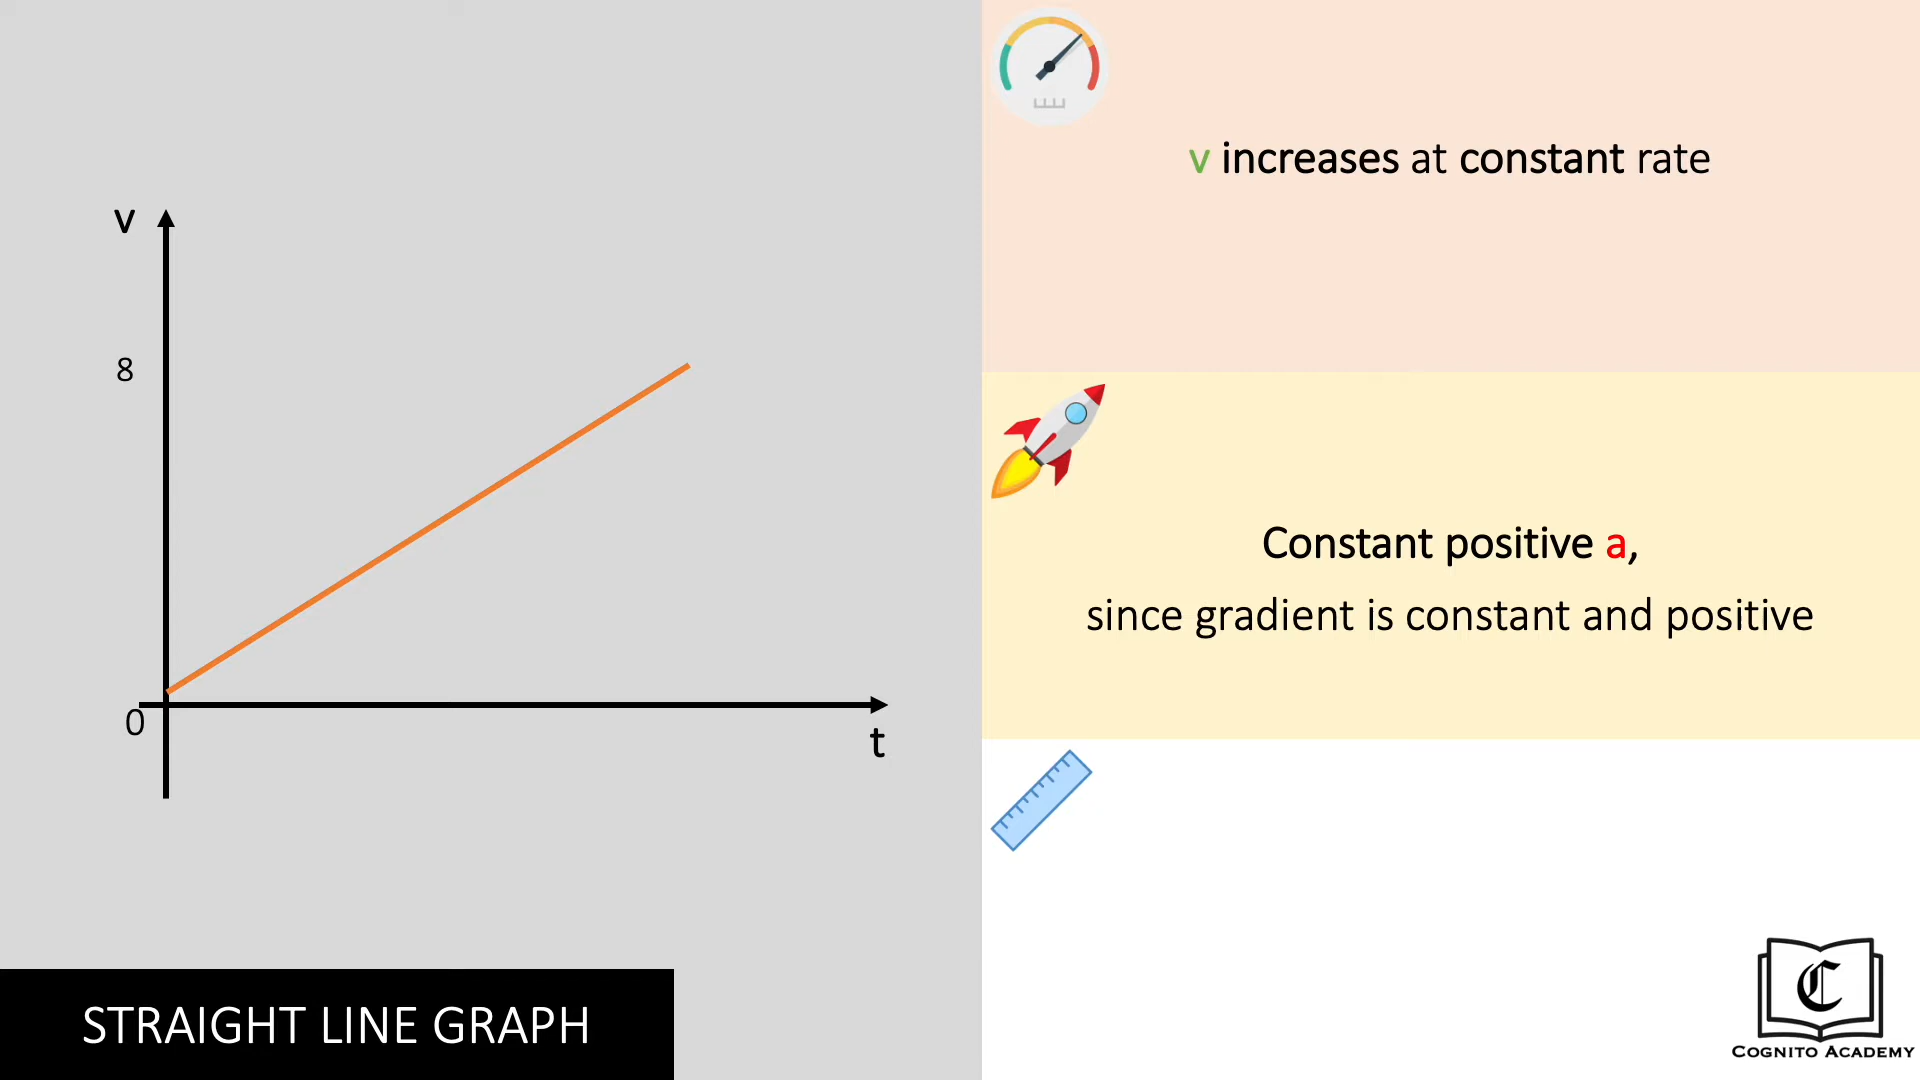 v
8
0
t
STRAIGHT LINE GRAPH
v increases at constant rate
Constant positive a,
since gradient is constant and positive
C
COGNITO ACADEMY